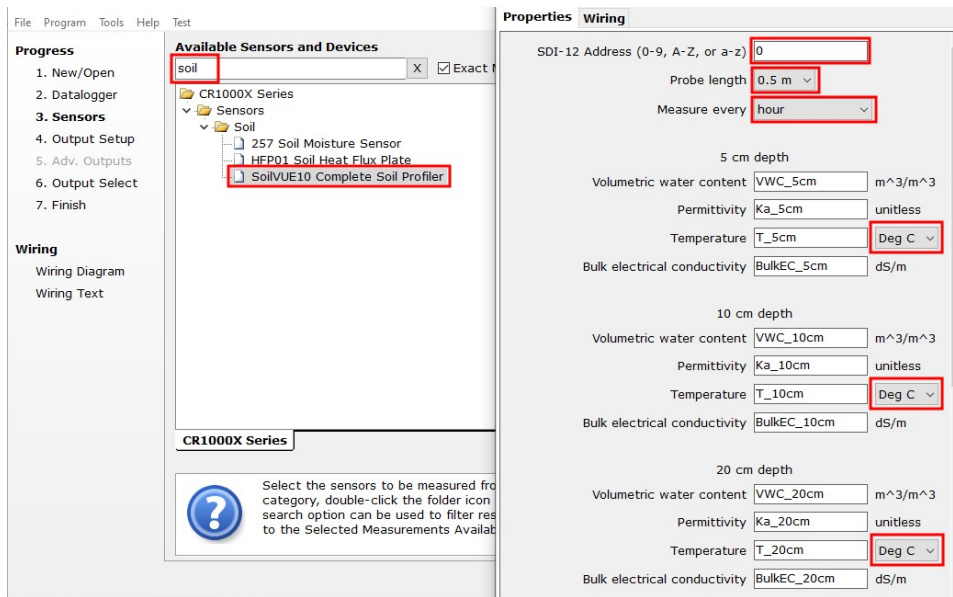 File Program Tools Help Test
Progress
1. New/Open
2. Datalogger
3. Sensors
4. Output Setup
5. Adv. Outputs
6. Output Select
7. Finish
Wiring
Wiring Diagram
Wiring Text
Available Sensors and Devices
soil X Exact
CR1000X Series
Sensors
Soil
257 Soil Moisture Sensor
HFP01 Soil Heat Flux Plate
SoilVUE10 Complete Soil Profiler
CR1000X Series
Select the sensors to be measured
category, double-click the folder icon
search option can be used to filter
to the Selected Measurements
Properties Wiring
SDI-12 Address (0-9, A-Z, or a-z) 0
Probe length 0.5 m
Measure every hour
5 cm depth
Volumetric water content VWC_5cm m^3/m^3
Permittivity Ka_5cm unitless
Temperature T_5cm Deg C
Bulk electrical conductivity BulkEC_5cm dS/m
10 cm depth
Volumetric water content VWC_10cm m^3/m^3
Permittivity Ka_10cm unitless
Temperature T_10cm Deg C
Bulk electrical conductivity BulkEC_10cm dS/m
20 cm depth
Volumetric water content VWC_20cm m^3/m^3
Permittivity Ka_20cm unitless
Temperature T_20cm Deg C
Bulk electrical conductivity BulkEC_20cm dS/m